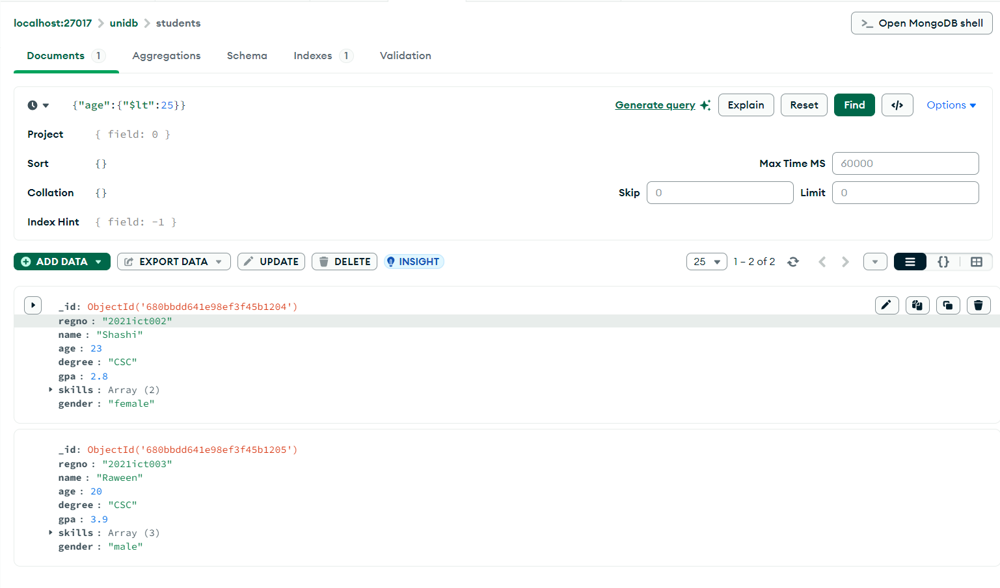 localhost:27017 > unidb > students
>_ Open MongoDB shell
Documents 1 Aggregations Schema Indexes 1 Validation
{"age":{"$lt":25}} Generate query Explain Reset Find </> Options
Project { field: 0 }
Sort {} Max Time MS 60000
Collation {} Skip 0 Limit 0
Index Hint { field: -1 }
ADD DATA EXPORT DATA UPDATE DELETE INSIGHT 25 1 – 2 of 2 {}
_id: ObjectId('680bbdd641e98ef3f45b1204')
regno : "2021ict002"
name : "Shashi"
age : 23
degree : "CSC"
gpa : 2.8
skills : Array (2)
gender : "female"
_id: ObjectId('680bbdd641e98ef3f45b1205')
regno : "2021ict003"
name : "Raween"
age : 20
degree : "CSC"
gpa : 3.9
skills : Array (3)
gender : "male"